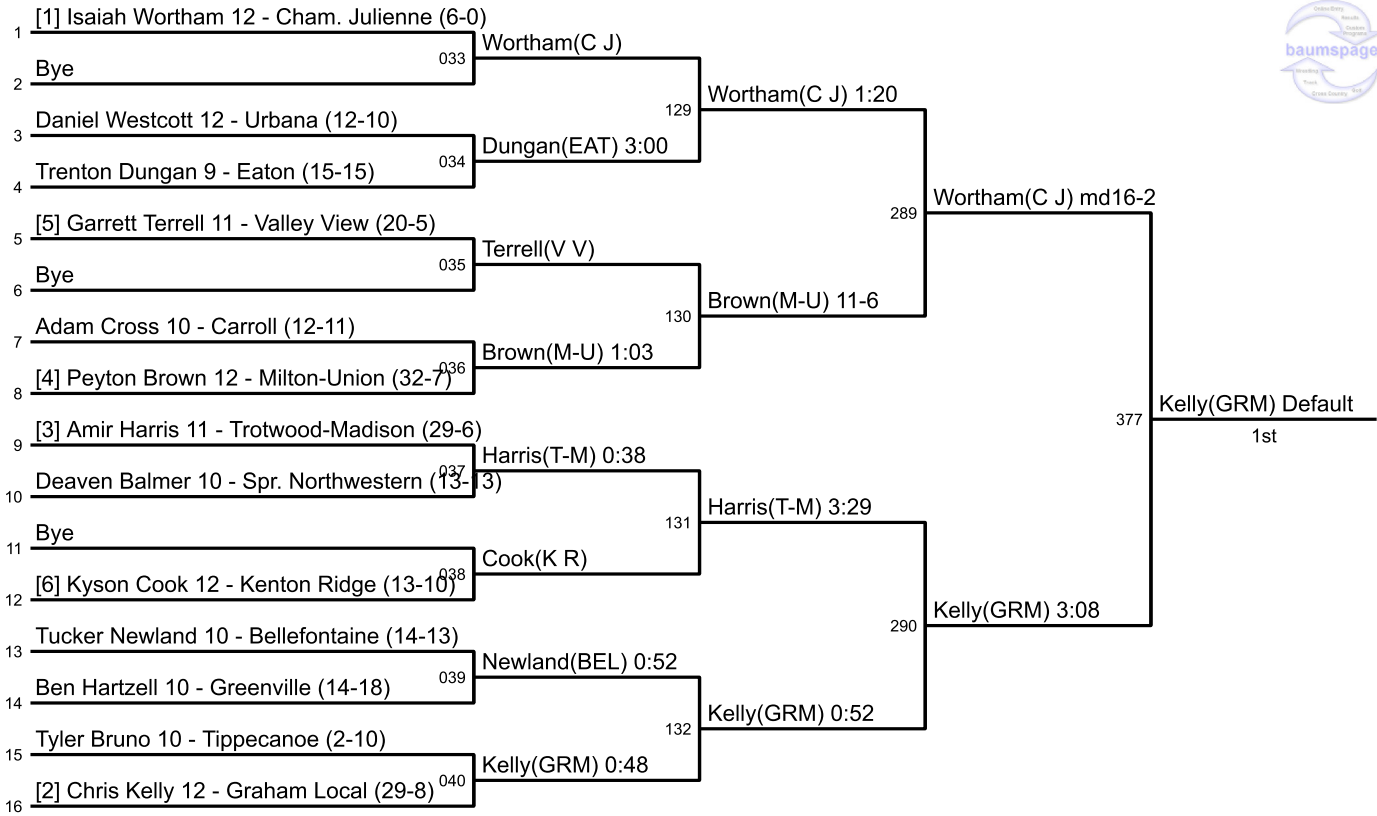 [1] Isaiah Wortham 12 - Cham. Julienne (6-0)
1
Bye
2
033
Wortham(C J)
Daniel Westcott 12 - Urbana (12-10)
3
Trenton Dungan 9 - Eaton (15-15)
4
034
Dungan(EAT) 3:00
129
Wortham(C J) 1:20
[5] Garrett Terrell 11 - Valley View (20-5)
5
Bye
6
035
Terrell(V V)
Adam Cross 10 - Carroll (12-11)
7
[4] Peyton Brown 12 - Milton-Union (32-7)
8
036
Brown(M-U) 1:03
130
Brown(M-U) 11-6
289
Wortham(C J) md16-2
[3] Amir Harris 11 - Trotwood-Madison (29-6)
9
Deaven Balmer 10 - Spr. Northwestern (13-13)
10
037
Harris(T-M) 0:38
Bye
11
[6] Kyson Cook 12 - Kenton Ridge (13-10)
12
038
Cook(K R)
131
Harris(T-M) 3:29
Tucker Newland 10 - Bellefontaine (14-13)
13
Ben Hartzell 10 - Greenville (14-18)
14
039
Newland(BEL) 0:52
Tyler Bruno 10 - Tippecanoe (2-10)
15
[2] Chris Kelly 12 - Graham Local (29-8)
16
040
Kelly(GRM) 0:48
132
Kelly(GRM) 0:52
290
Kelly(GRM) 3:08
377
Kelly(GRM) Default
1st
Online Entry
Results
Custom
Programs
baumspage
Wrestling
Track
Cross Country